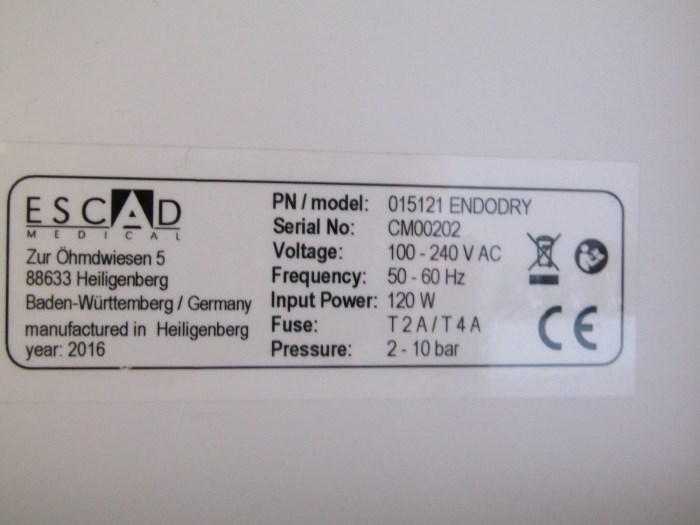 ESCAD
MEDICAL
Zur Öhmdwiesen 5
88633 Heiligenberg
Baden-Württemberg / Germany
manufactured in Heiligenberg
year: 2016
PN / model: 015121 ENDODRY
Serial No: CM00202
Voltage: 100 - 240 V AC
Frequency: 50 - 60 Hz
Input Power: 120 W
Fuse: T 2 A / T 4 A
Pressure: 2 - 10 bar
CE